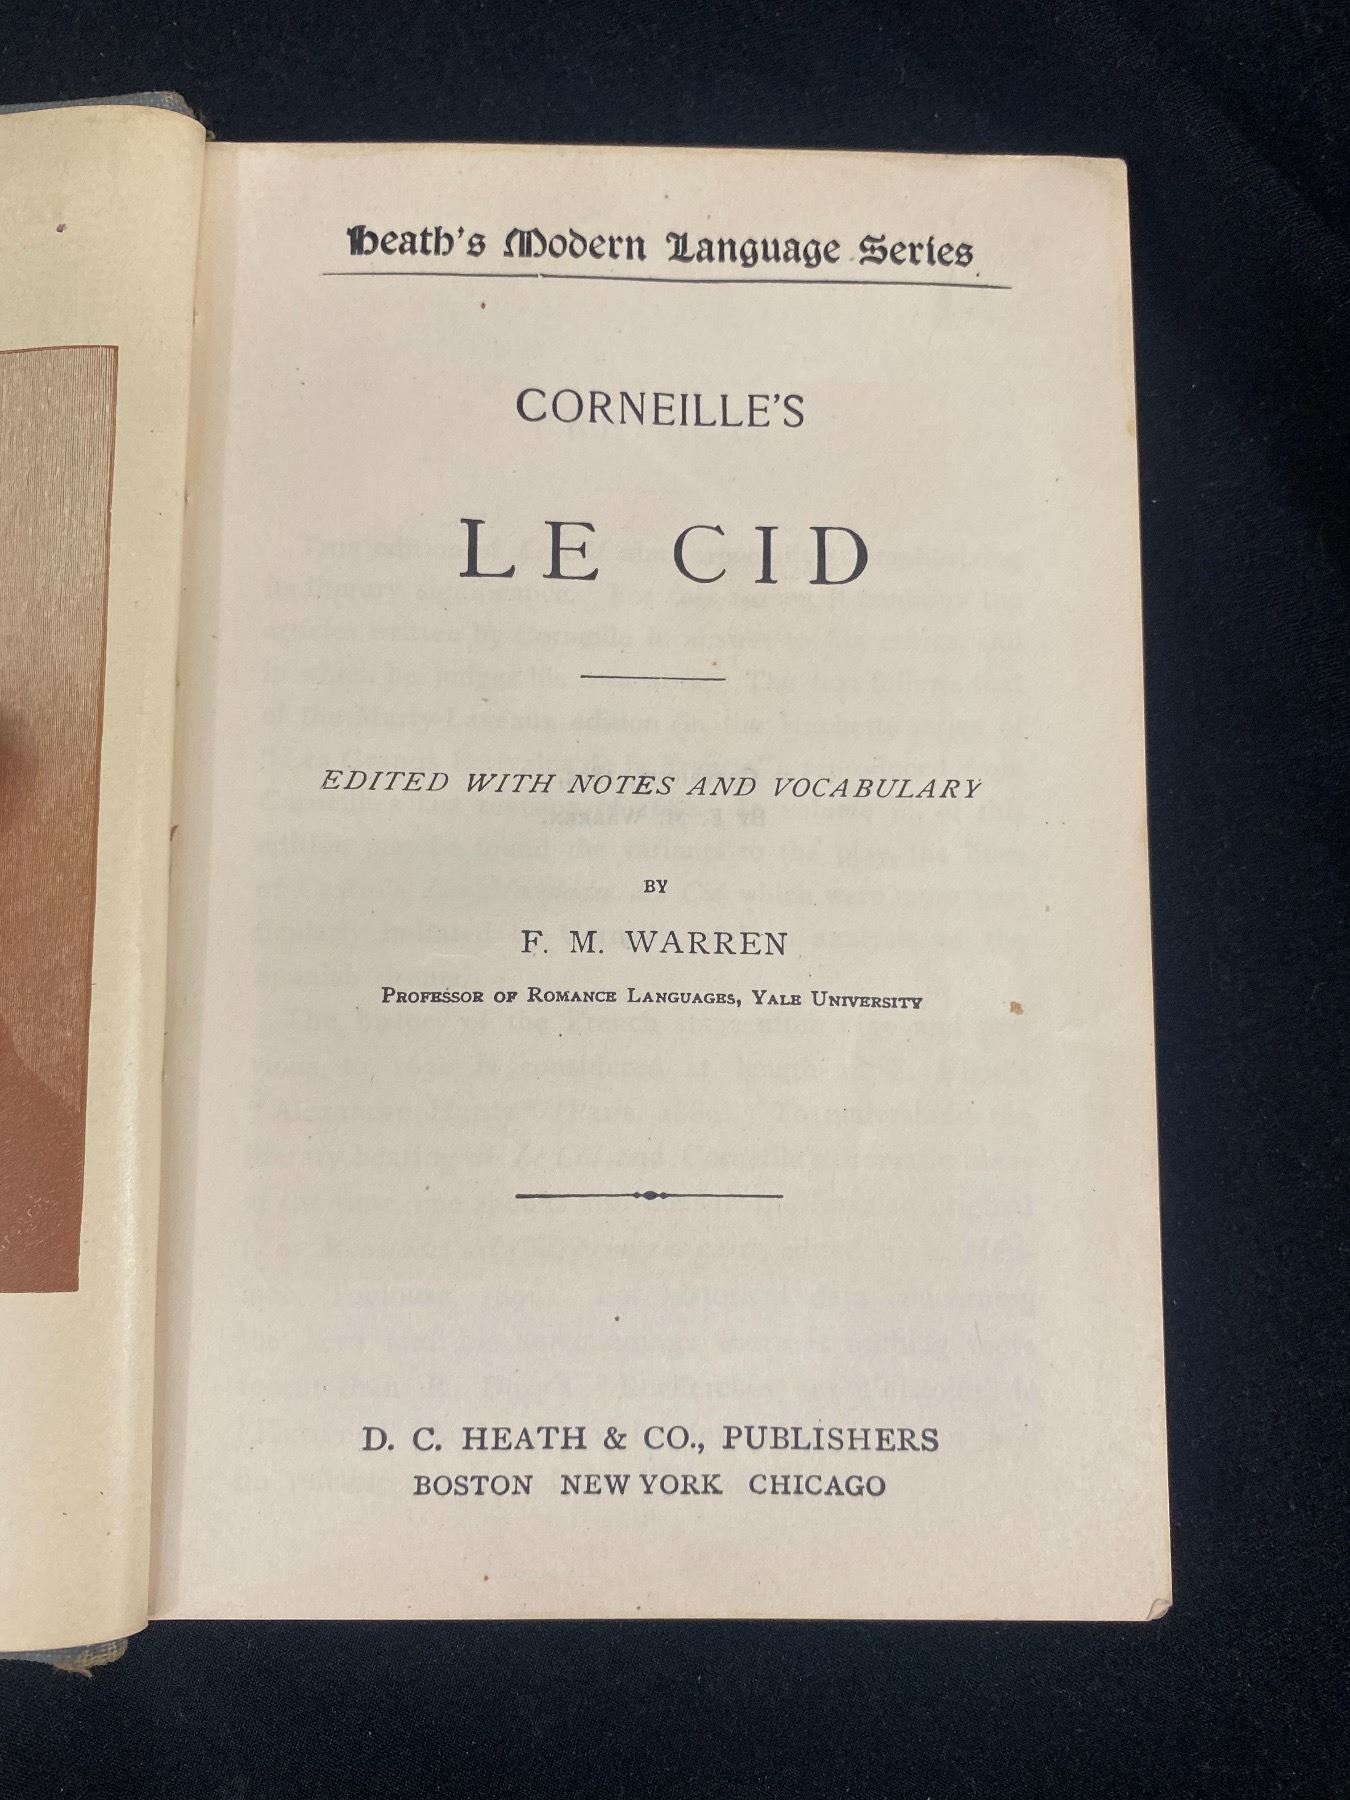 Heath's Modern Language Series
CORNEILLE'S
LE CID
EDITED WITH NOTES AND VOCABULARY
BY
F. M. WARREN
PROFESSOR OF ROMANCE LANGUAGES, YALE UNIVERSITY
D. C. HEATH & CO., PUBLISHERS
BOSTON NEW YORK CHICAGO